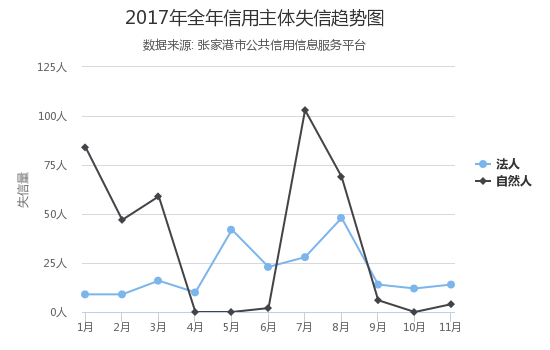 2017年全年信用主体失信趋势图
数据来源: 张家港市公共信用信息服务平台
125人
100人
75人
50人
25人
0人
失信量
1月 2月 3月 4月 5月 6月 7月 8月 9月 10月 11月
法人
自然人